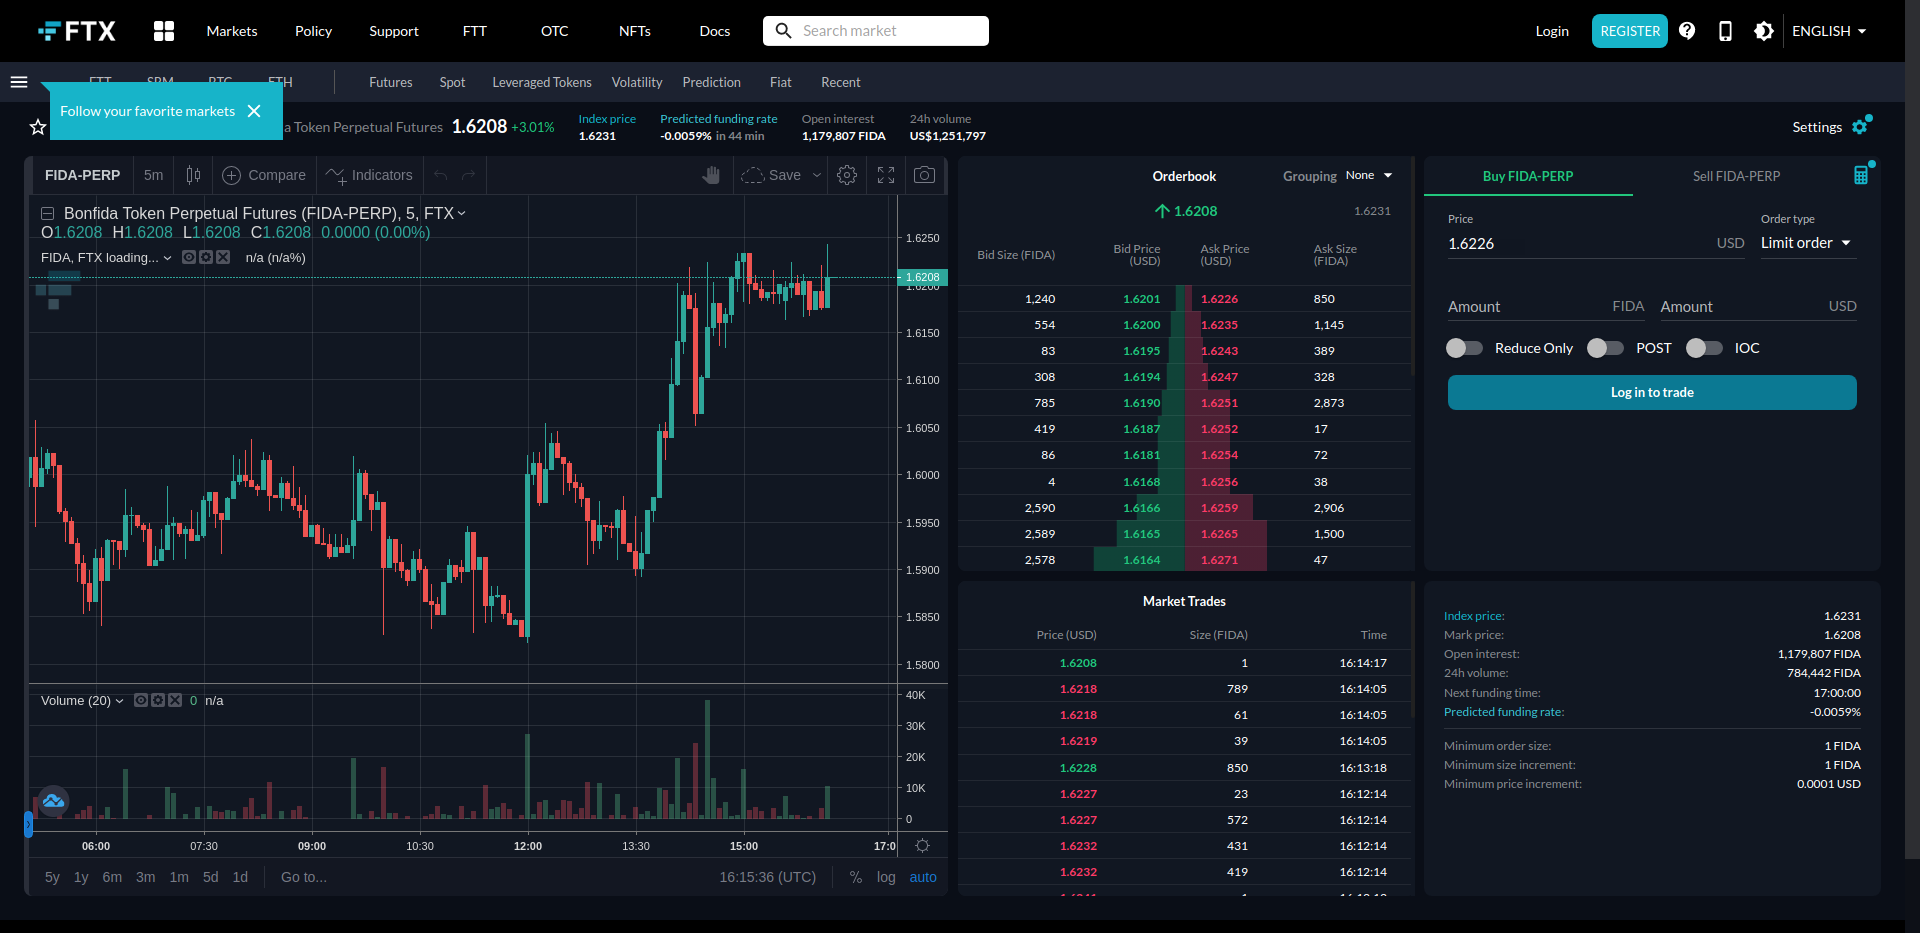 FTX
Markets Policy Support FTT OTC NFTs Docs Search market Login REGISTER ENGLISH
FTT SRM BTC ETH Futures Spot Leveraged Tokens Volatility Prediction Fiat Recent
Follow your favorite markets
a Token Perpetual Futures 1.6208 +3.01%
Index price
1.6231
Predicted funding rate
-0.0059% in 44 min
Open interest
1,179,807 FIDA
24h volume
US$1,251,797
Settings
FIDA-PERP 5m Compare Indicators Save
Bonfida Token Perpetual Futures (FIDA-PERP), 5, FTX
O1.6208 H1.6208 L1.6208 C1.6208 0.0000 (0.00%)
FIDA, FTX loading... n/a (n/a%)
1.6250
1.6208
1.6200
1.6150
1.6100
1.6050
1.6000
1.5950
1.5900
1.5850
1.5800
Volume (20) 0 n/a
40K
30K
20K
10K
0
06:00 07:30 09:00 10:30 12:00 13:30 15:00 17:0
5y 1y 6m 3m 1m 5d 1d Go to... 16:15:36 (UTC) % log auto
Orderbook Grouping None
1.6208 1.6231
Bid Size (FIDA) Bid Price (USD) Ask Price (USD) Ask Size (FIDA)
1,240 1.6201 1.6226 850
554 1.6200 1.6235 1,145
83 1.6195 1.6243 389
308 1.6194 1.6247 328
785 1.6190 1.6251 2,873
419 1.6187 1.6252 17
86 1.6181 1.6254 72
4 1.6168 1.6256 38
2,590 1.6166 1.6259 2,906
2,589 1.6165 1.6265 1,500
2,578 1.6164 1.6271 47
Market Trades
Price (USD) Size (FIDA) Time
1.6208 1 16:14:17
1.6218 789 16:14:05
1.6218 61 16:14:05
1.6219 39 16:14:05
1.6228 850 16:13:18
1.6227 23 16:12:14
1.6227 572 16:12:14
1.6232 431 16:12:14
1.6232 419 16:12:14
Buy FIDA-PERP Sell FIDA-PERP
Price Order type
1.6226 USD Limit order
Amount FIDA Amount USD
Reduce Only POST IOC
Log in to trade
Index price: 1.6231
Mark price: 1.6208
Open interest: 1,179,807 FIDA
24h volume: 784,442 FIDA
Next funding time: 17:00:00
Predicted funding rate: -0.0059%
Minimum order size: 1 FIDA
Minimum size increment: 1 FIDA
Minimum price increment: 0.0001 USD